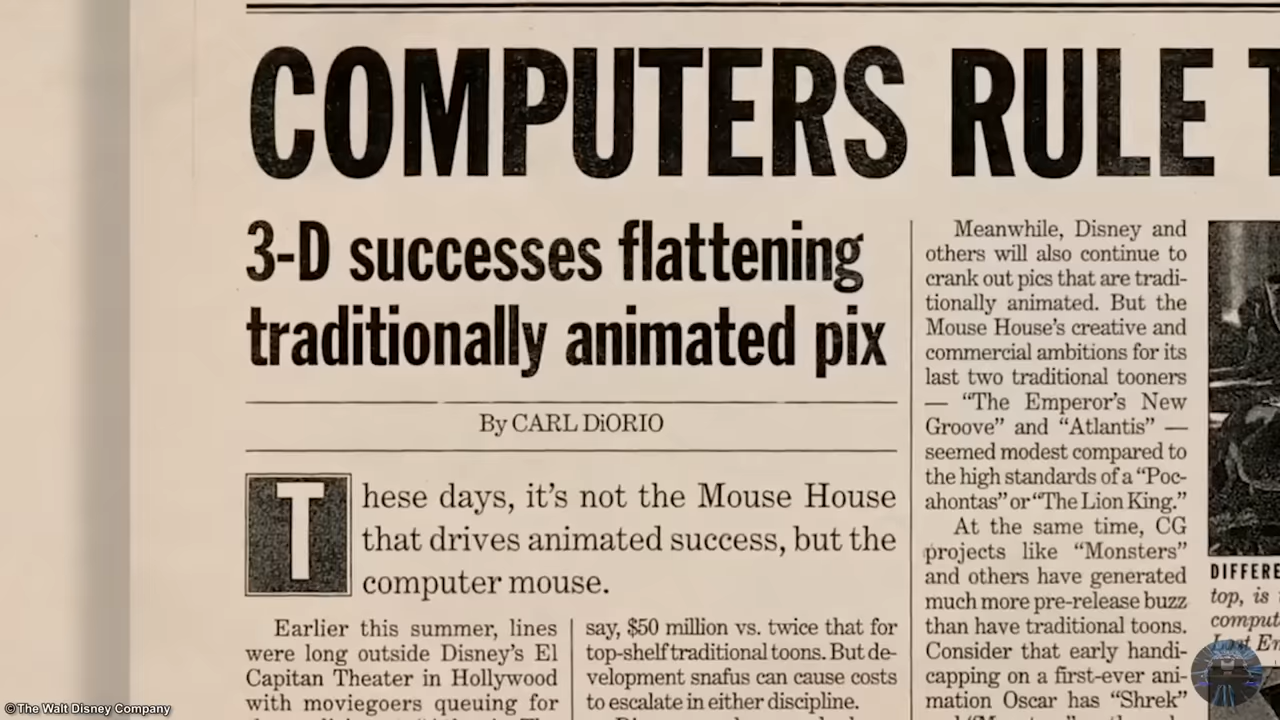 COMPUTERS RULE
3-D successes flattening
traditionally animated pix
By CARL DiORIO
These days, it's not the Mouse House
that drives animated success, but the
computer mouse.
Earlier this summer, lines
were long outside Disney's El
Capitan Theater in Hollywood
with moviegoers queuing for
say, $50 million vs. twice that for
top-shelf traditional toons. But de-
velopment snafus can cause costs
to escalate in either discipline.
Meanwhile, Disney and
others will also continue to
crank out pics that are tradi-
tionally animated. But the
Mouse House's creative and
commercial ambitions for its
last two traditional tooners
— “The Emperor's New
Groove” and “Atlantis” —
seemed modest compared to
the high standards of a “Poc-
ahontas” or “The Lion King.”
At the same time, CG
projects like “Monsters”
and others have generated
much more pre-release buzz
than have traditional toons.
Consider that early handi-
capping on a first-ever ani-
mation Oscar has “Shrek”
DIFFERE
top, is
comput
©The Walt Disney Company